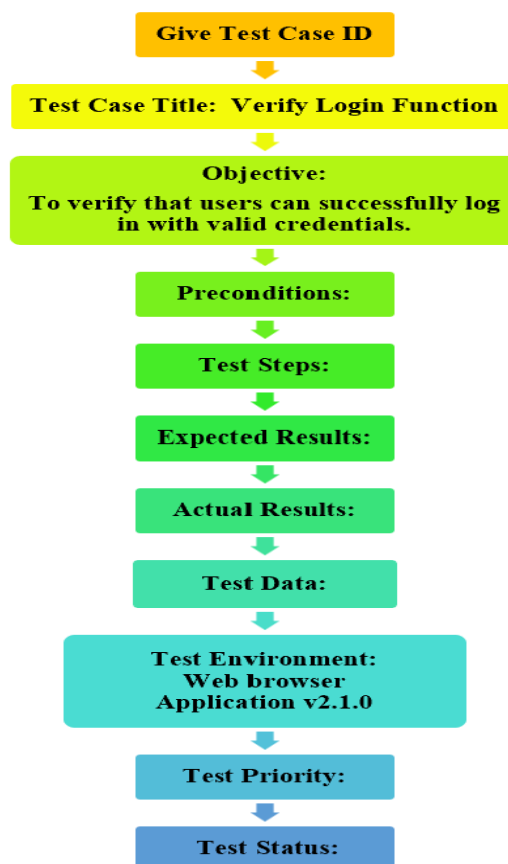 Give Test Case ID
Test Case Title: Verify Login Function
Objective:
To verify that users can successfully log
in with valid credentials.
Preconditions:
Test Steps:
Expected Results:
Actual Results:
Test Data:
Test Environment:
Web browser
Application v2.1.0
Test Priority:
Test Status: